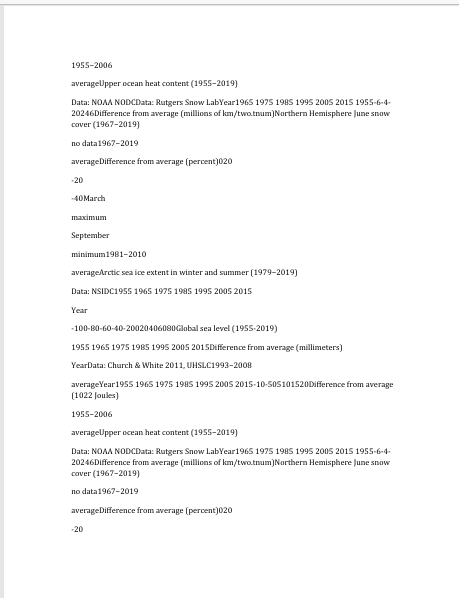 1955–2006
averageUpper ocean heat content (1955–2019)
Data: NOAA NODCData: Rutgers Snow LabYear1965 1975 1985 1995 2005 2015 1955-6-4-
20246Difference from average (millions of km/two.tnum)Northern Hemisphere June snow
cover (1967–2019)
no data1967–2019
averageDifference from average (percent)020
-20
-40March
maximum
September
minimum1981–2010
averageArctic sea ice extent in winter and summer (1979–2019)
Data: NSIDC1955 1965 1975 1985 1995 2005 2015
Year
-100-80-60-40-20020406080Global sea level (1955-2019)
1955 1965 1975 1985 1995 2005 2015Difference from average (millimeters)
YearData: Church & White 2011, UHSLC1993–2008
averageYear1955 1965 1975 1985 1995 2005 2015-10-505101520Difference from average
(1022 Joules)
1955–2006
averageUpper ocean heat content (1955–2019)
Data: NOAA NODCData: Rutgers Snow LabYear1965 1975 1985 1995 2005 2015 1955-6-4-
20246Difference from average (millions of km/two.tnum)Northern Hemisphere June snow
cover (1967–2019)
no data1967–2019
averageDifference from average (percent)020
-20